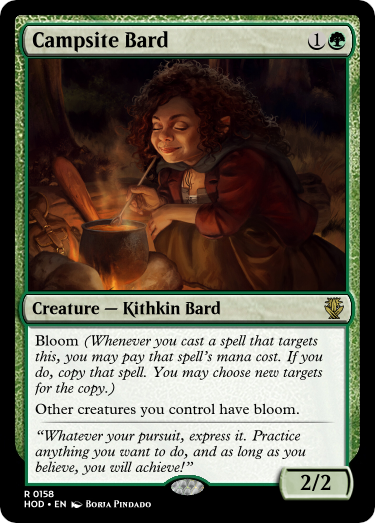 Campsite Bard 1
Creature — Kithkin Bard
Bloom (Whenever you cast a spell that targets
this, you may pay that spell's mana cost. If you
do, copy that spell. You may choose new targets
for the copy.)
Other creatures you control have bloom.
“Whatever your pursuit, express it. Practice
anything you want to do, and as long as you
believe, you will achieve!”
2/2
R 0158
HOD • EN Borja Pindado